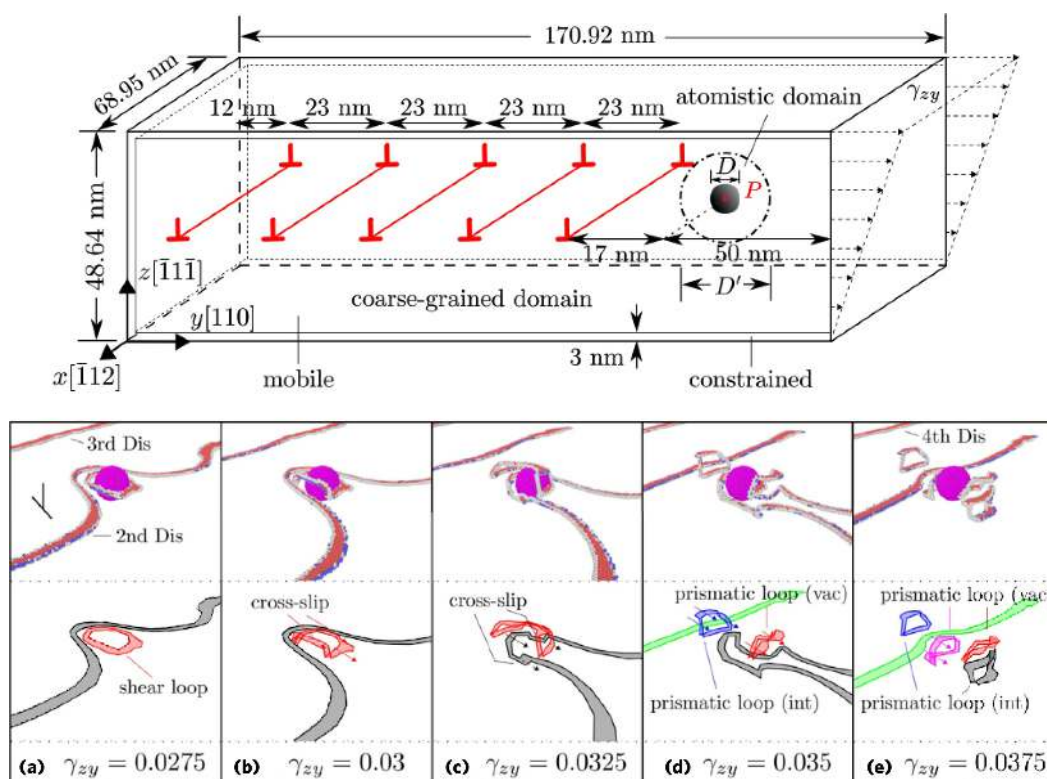 170.92 nm
68.95 nm
12 nm 23 nm 23 nm 23 nm 23 nm
atomistic domain
γzy
D
P
48.64 nm
17 nm 50 nm
D′
z[1̄11̄]
coarse-grained domain
y[110]
x[1̄12]
3 nm
mobile
constrained
3rd Dis
2nd Dis
4th Dis
shear loop
cross-slip
cross-slip
prismatic loop (vac)
prismatic loop (int)
prismatic loop (vac)
prismatic loop (int)
(a) γzy = 0.0275
(b) γzy = 0.03
(c) γzy = 0.0325
(d) γzy = 0.035
(e) γzy = 0.0375